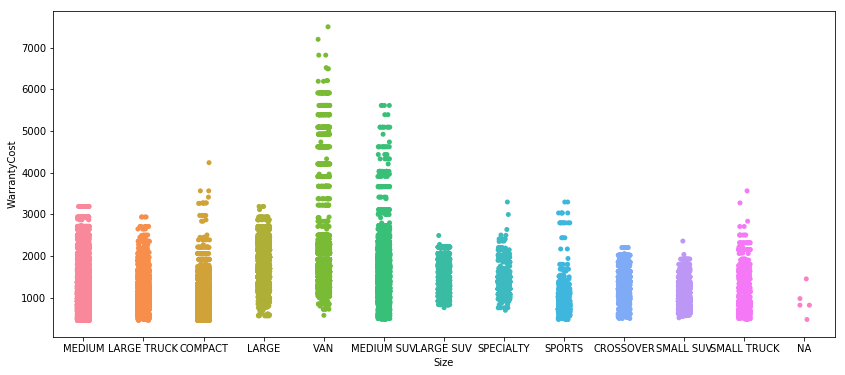 7000
6000
5000
4000
3000
2000
1000
WarrantyCost
MEDIUM LARGE TRUCK COMPACT LARGE VAN MEDIUM SUV LARGE SUV SPECIALTY SPORTS CROSSOVER SMALL SUV SMALL TRUCK NA
Size